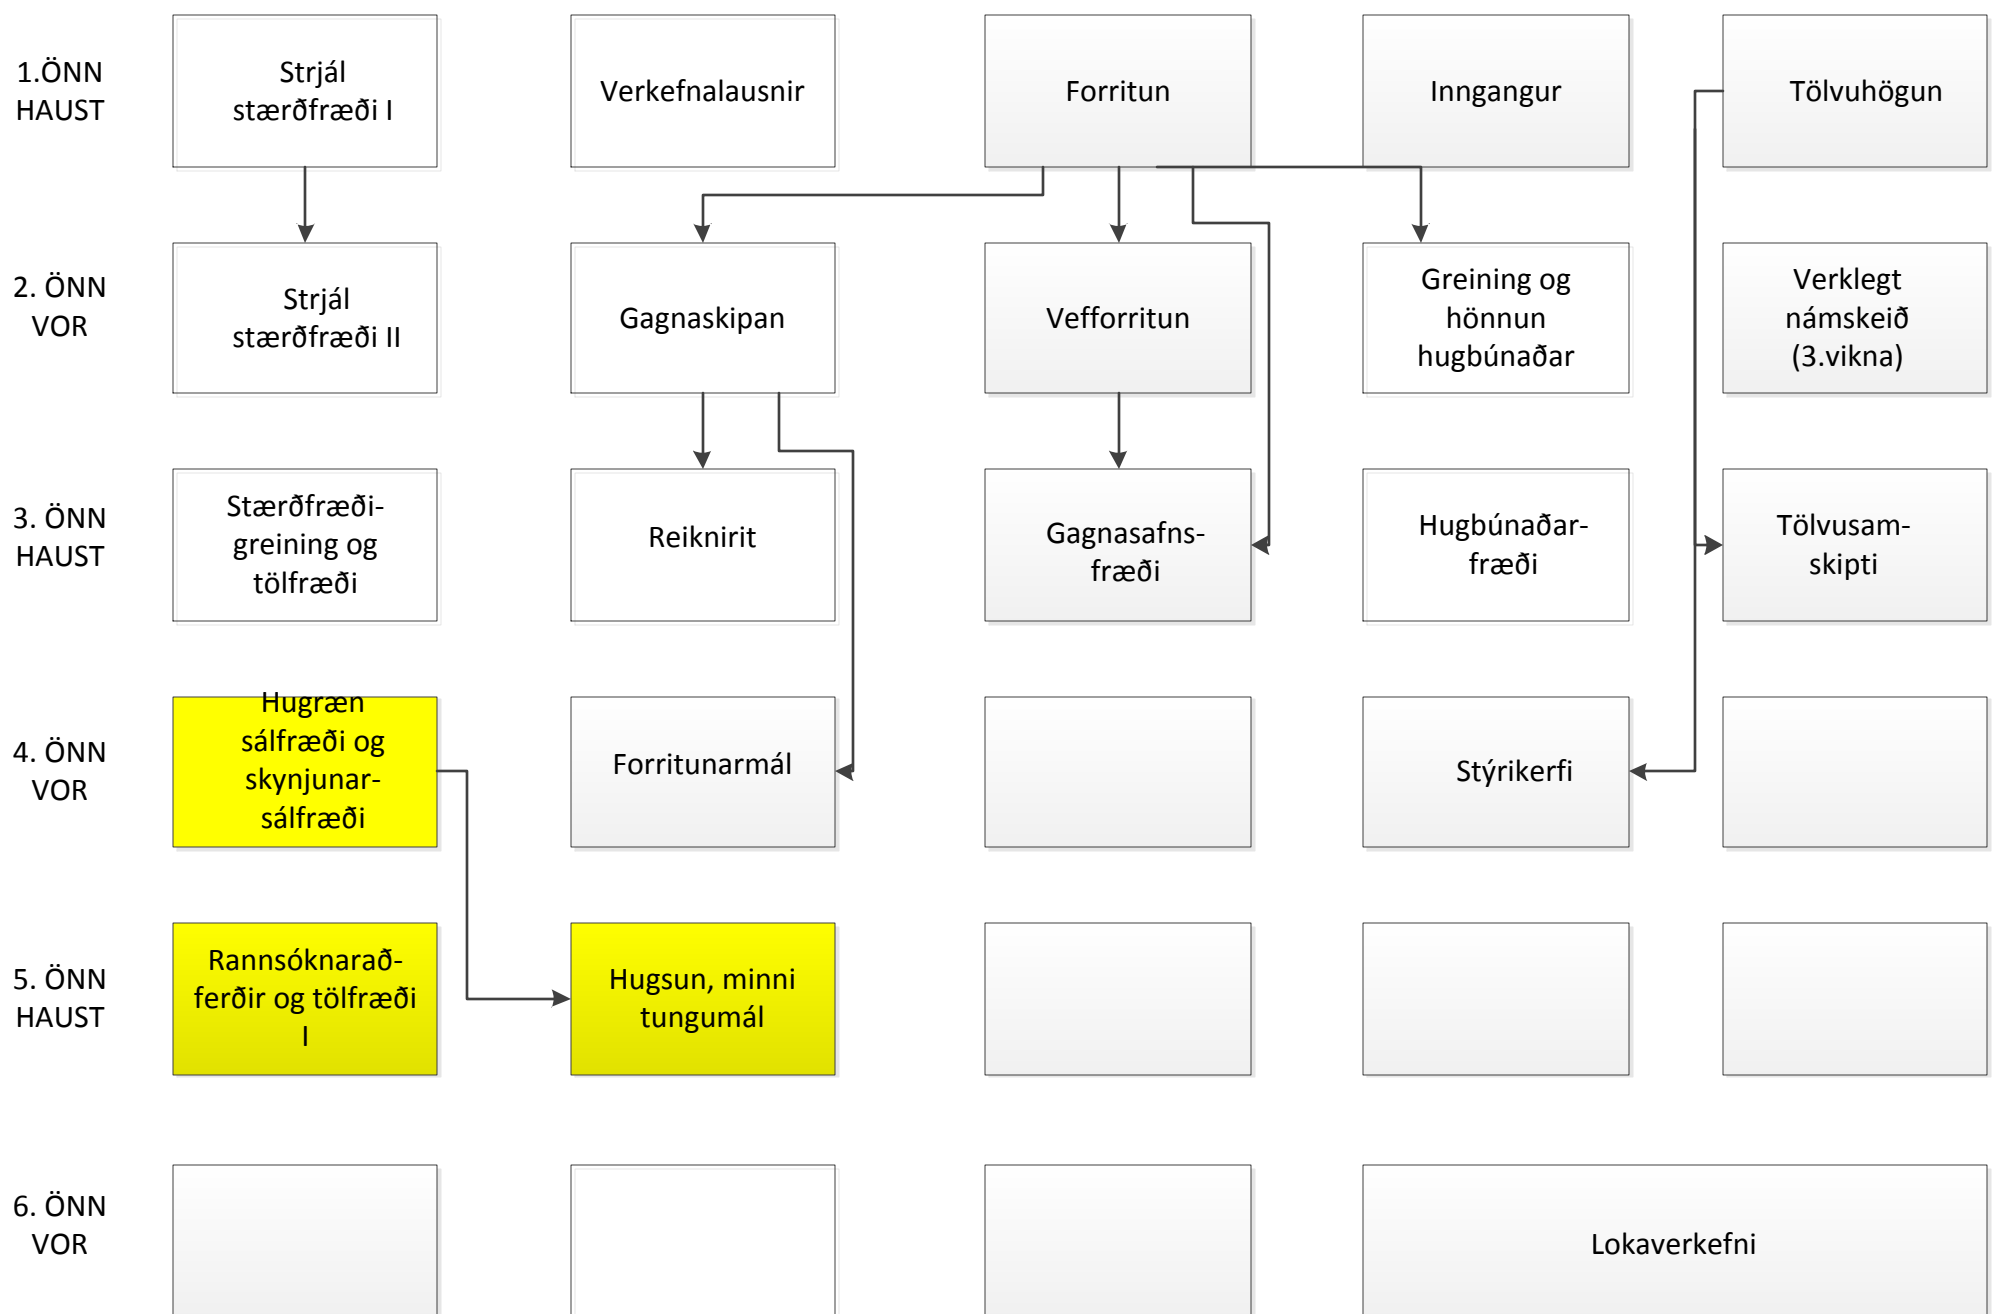 1.ÖNN
HAUST
Strjál
stærðfræði I
Verkefnalausnir
Forritun
Inngangur
Tölvuhögun
2. ÖNN
VOR
Strjál
stærðfræði II
Gagnaskipan
Vefforritun
Greining og
hönnun
hugbúnaðar
Verklegt
námskeið
(3.vikna)
3. ÖNN
HAUST
Stærðfræði-
greining og
tölfræði
Reiknirit
Gagnasafns-
fræði
Hugbúnaðar-
fræði
Tölvusam-
skipti
4. ÖNN
VOR
Hugræn
sálfræði og
skynjunar-
sálfræði
Forritunarmál
Stýrikerfi
5. ÖNN
HAUST
Rannsóknarað-
ferðir og tölfræði
I
Hugsun, minni
tungumál
6. ÖNN
VOR
Lokaverkefni